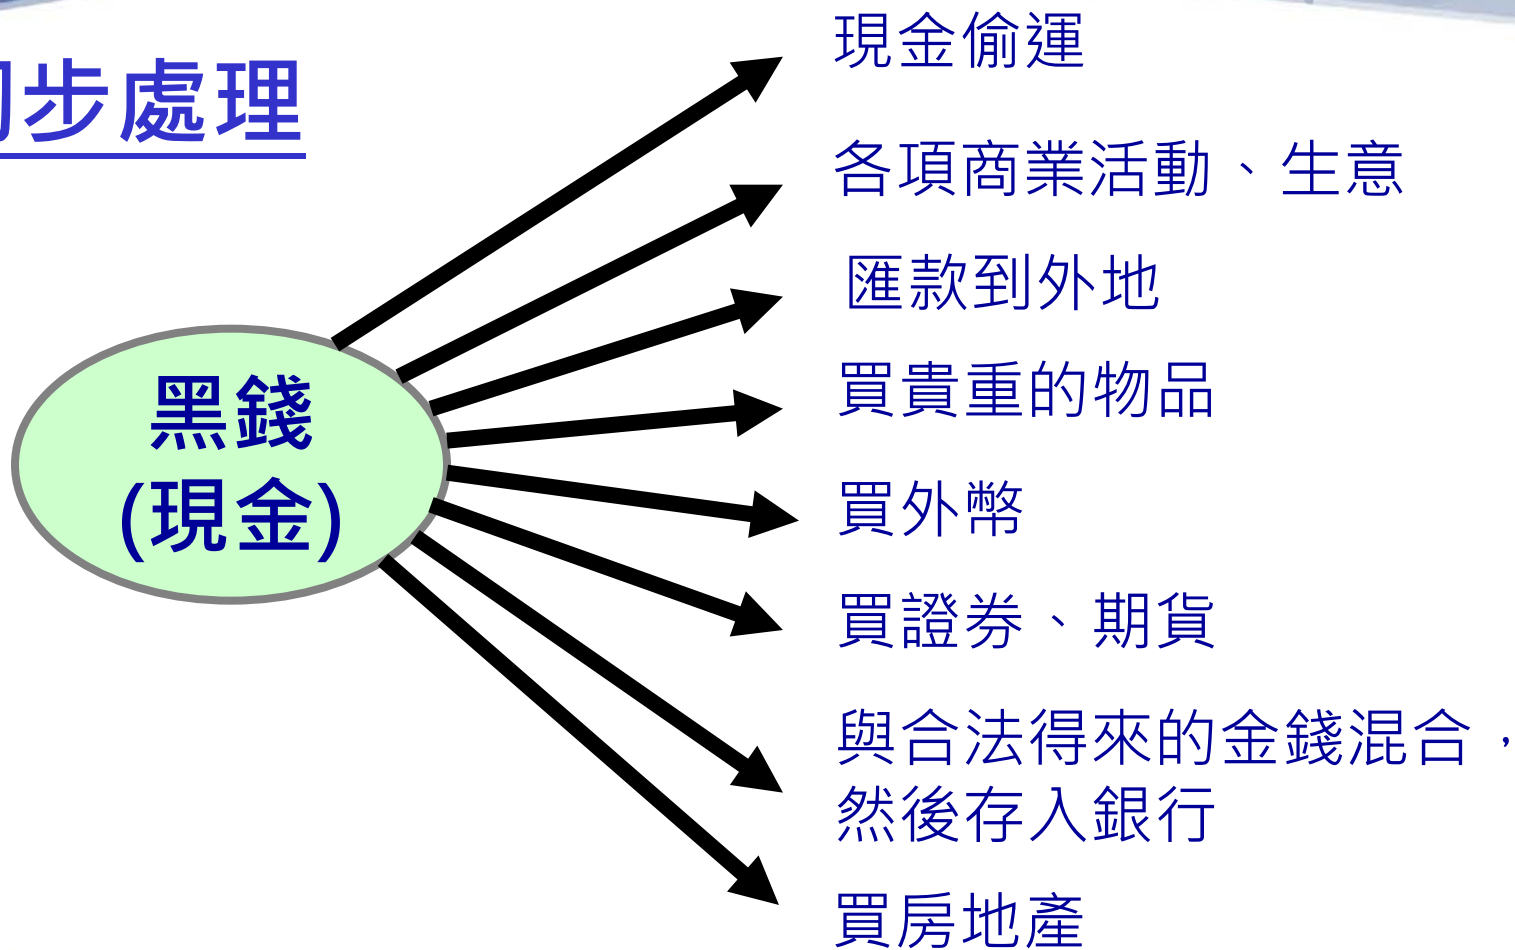 步處理
現金偷運
各項商業活動、生意
匯款到外地
黑錢
(現金)
買貴重的物品
買外幣
買證券、期貨
與合法得來的金錢混合，
然後存入銀行
買房地產